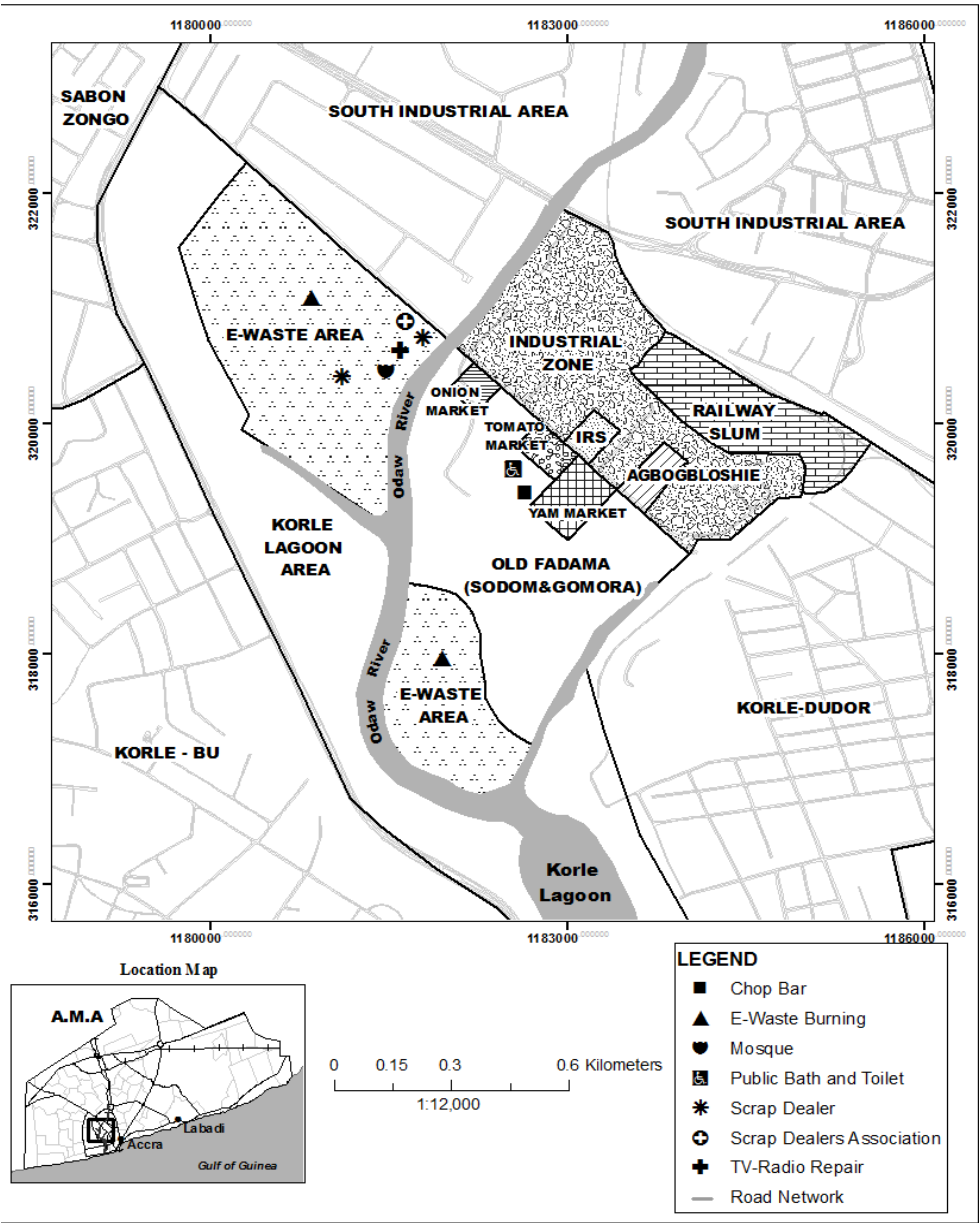 1180000
1183000
1186000
SABON
ZONGO
SOUTH INDUSTRIAL AREA
322000
322000
SOUTH INDUSTRIAL AREA
E-WASTE AREA
INDUSTRIAL
ZONE
ONION
MARKET
River
Odaw
RAILWAY
SLUM
320000
320000
TOMATO
MARKET
IRS
AGBOGBLOSHIE
YAM MARKET
KORLE
LAGOON
AREA
OLD FADAMA
(SODOM&GOMORA)
318000
318000
River
Odaw
E-WASTE
AREA
KORLE-DUDOR
KORLE - BU
Korle
Lagoon
316000
316000
1180000
1183000
1186000
Location Map
A.M.A
Labadi
Accra
Gulf of Guinea
0 0.15 0.3 0.6 Kilometers
1:12,000
LEGEND
Chop Bar
E-Waste Burning
Mosque
Public Bath and Toilet
Scrap Dealer
Scrap Dealers Association
TV-Radio Repair
Road Network